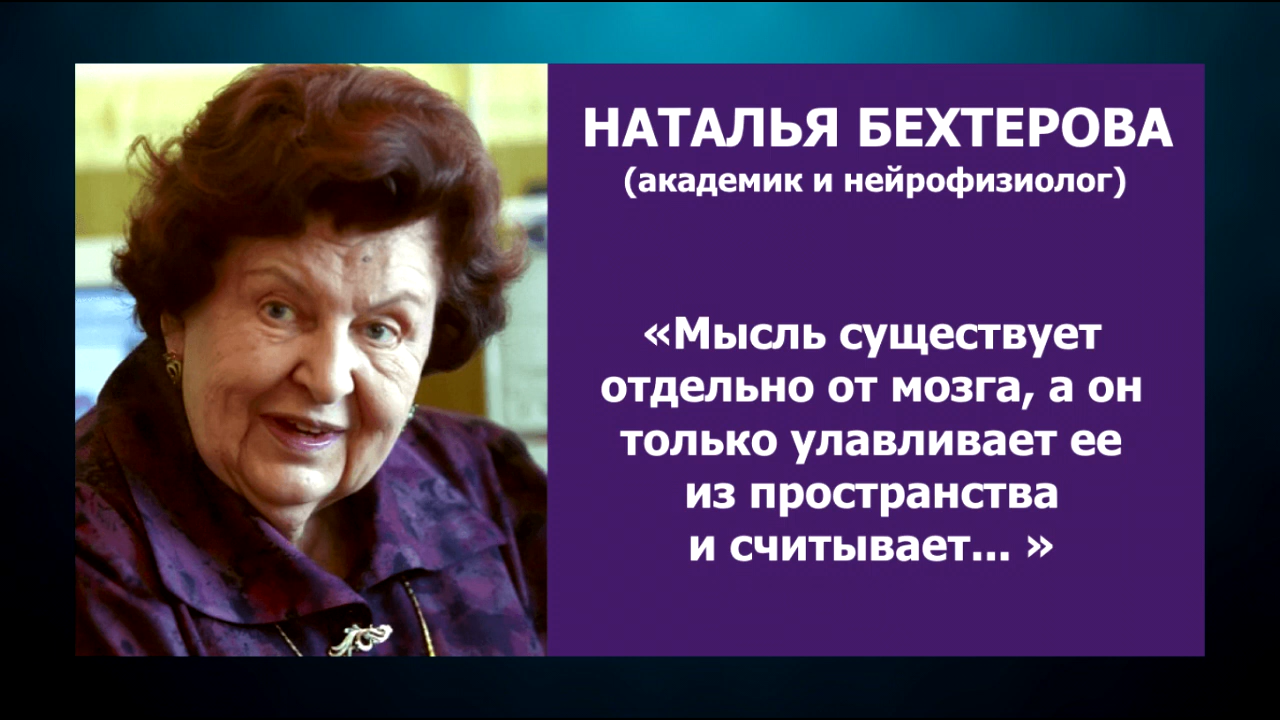 НАТАЛЬЯ БЕХТЕРОВА
(академик и нейрофизиолог)
«Мысль существует
отдельно от мозга, а он
только улавливает ее
из пространства
и считывает... »